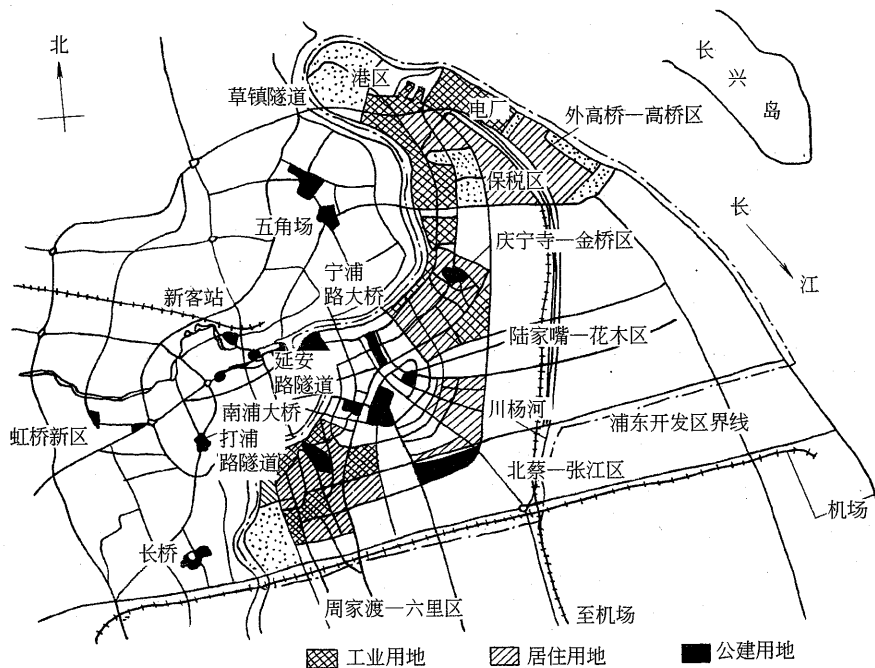 北
长
兴
岛
港区
草镇隧道
电厂
外高桥—高桥区
保税区
长
江
五角场
庆宁寺—金桥区
宁浦
路大桥
新客站
陆家嘴—花木区
延安
路隧道
南浦大桥
川杨河
浦东开发区界线
虹桥新区
打浦
路隧道
北蔡—张江区
机场
长桥
周家渡—六里区
至机场
工业用地
居住用地
公建用地